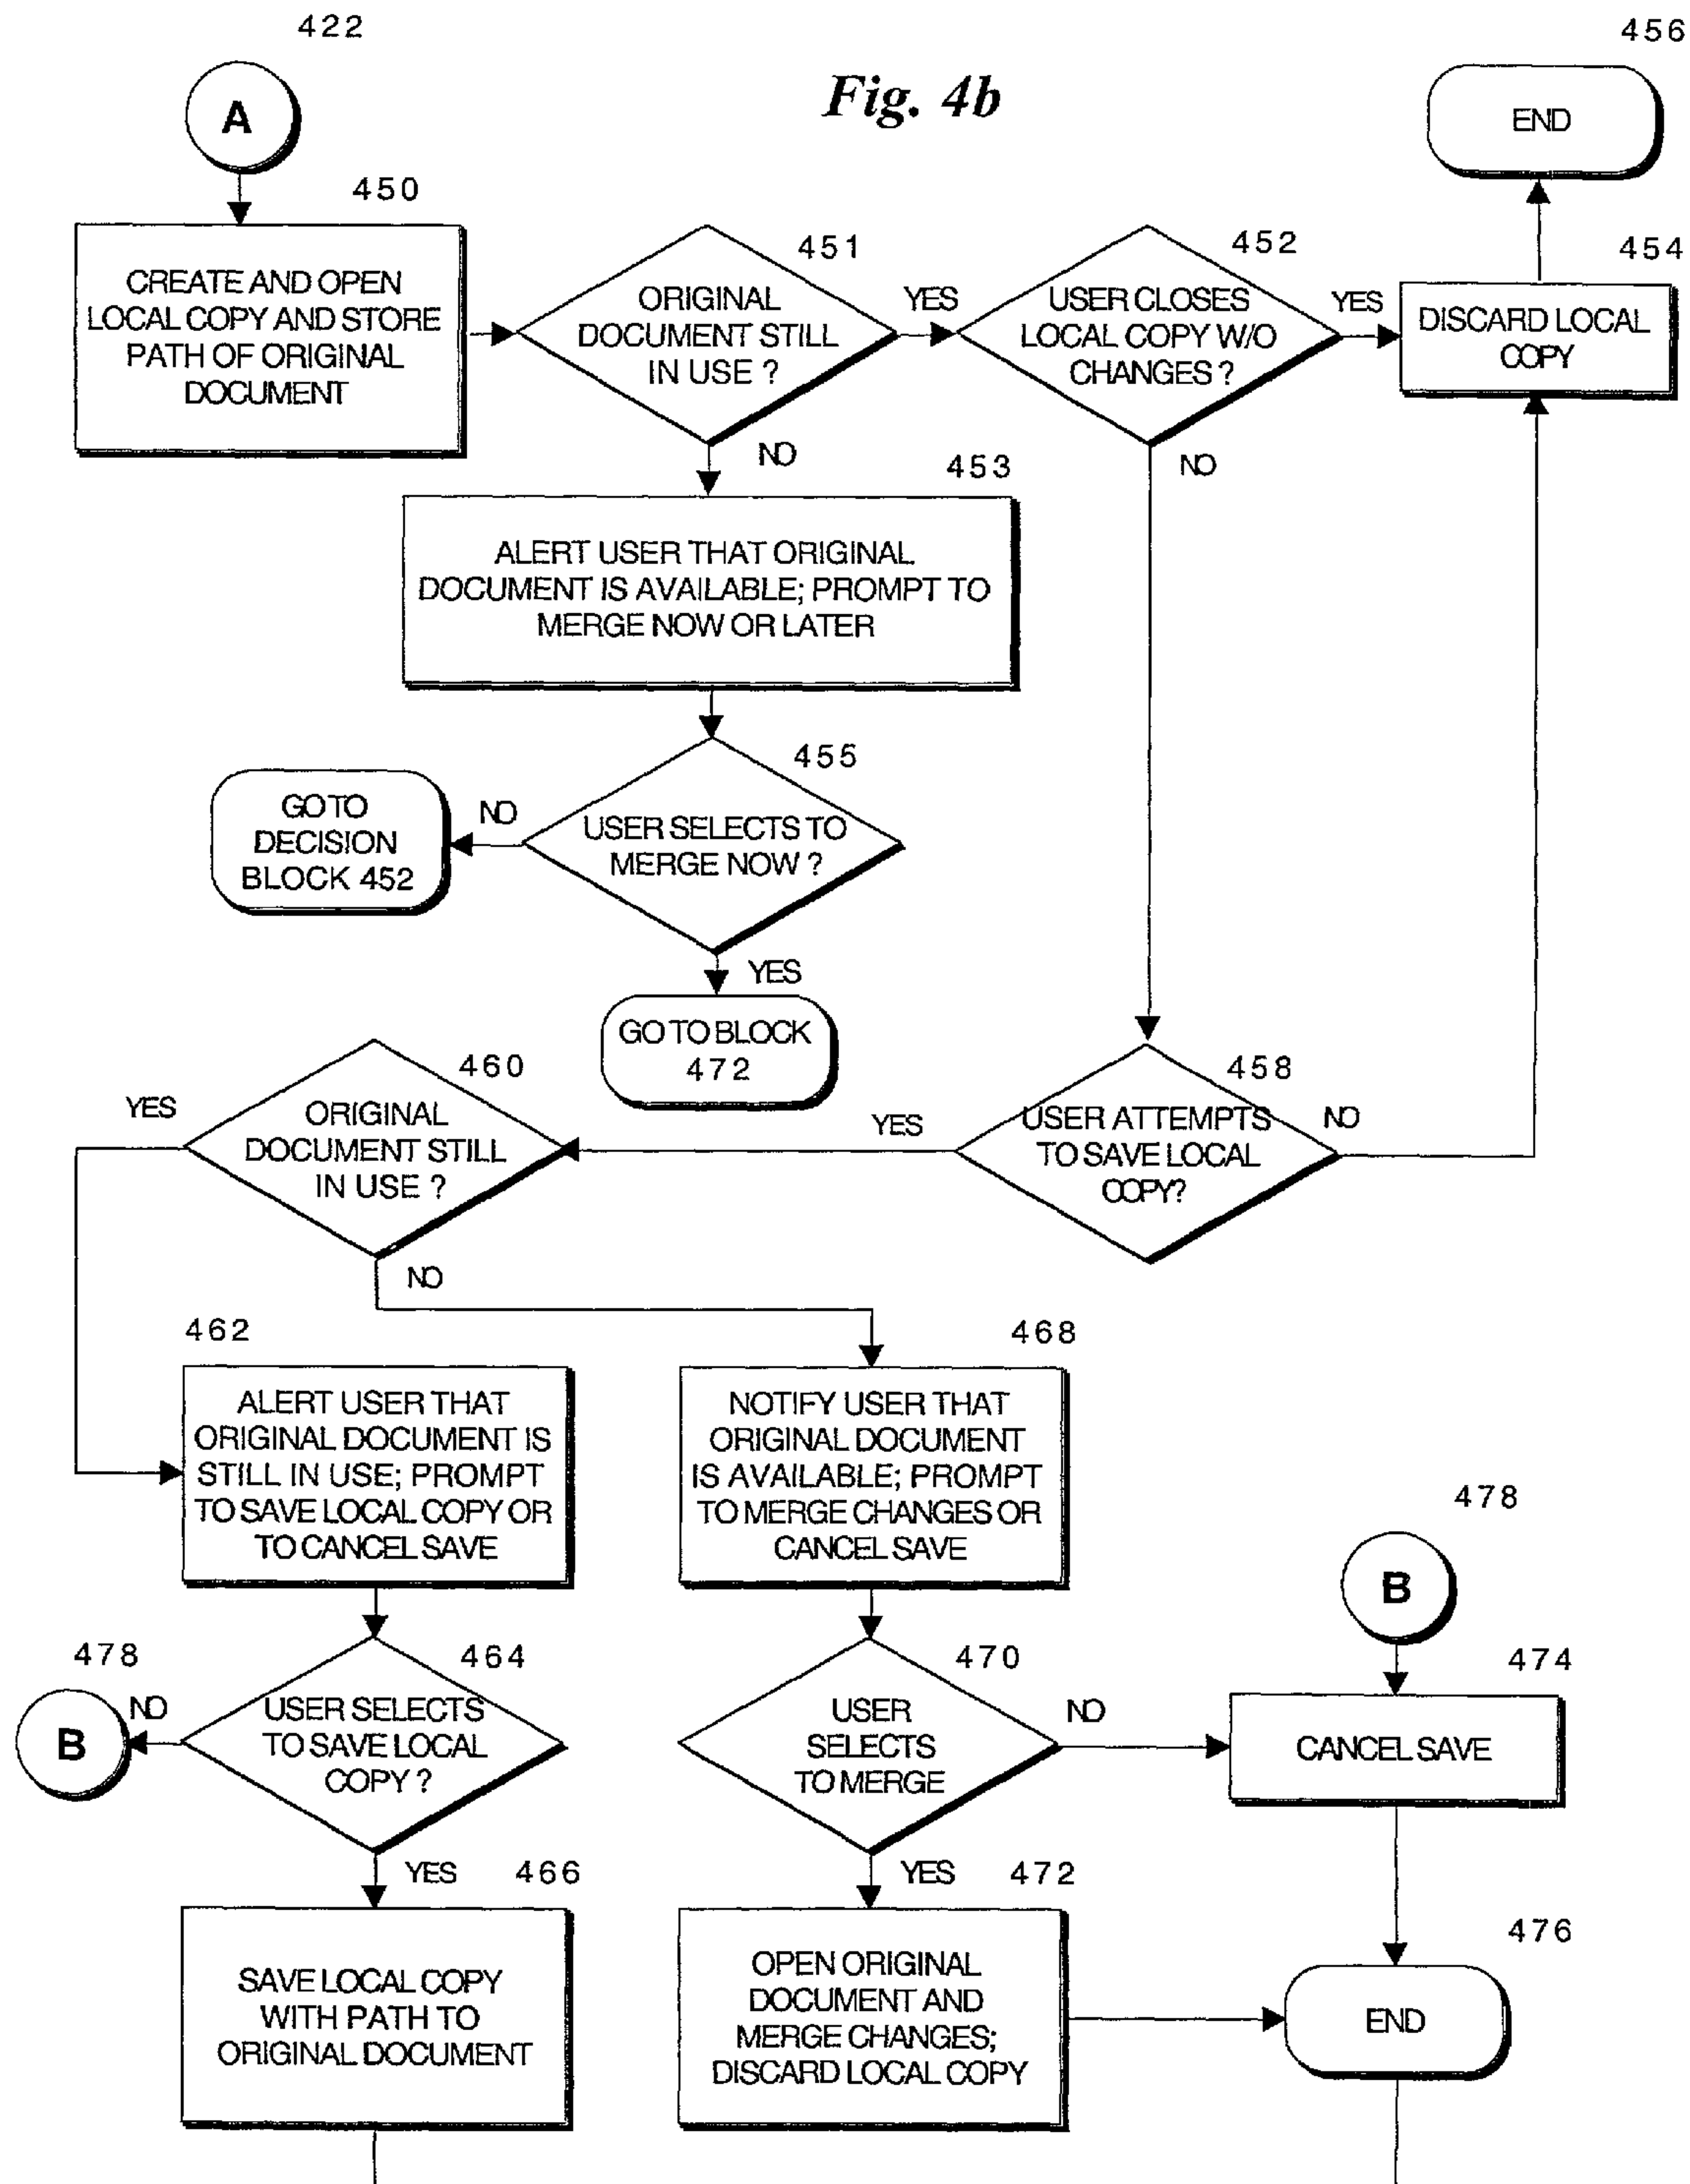 422
456
Fig. 4b
A
END
450
451
452
454
CREATE AND OPEN
LOCAL COPY AND STORE
PATH OF ORIGINAL
DOCUMENT
ORIGINAL
DOCUMENT STILL
IN USE ?
YES
USER CLOSES
LOCAL COPY W/O
CHANGES ?
YES
DISCARD LOCAL
COPY
NO
NO
453
ALERT USER THAT ORIGINAL
DOCUMENT IS AVAILABLE; PROMPT TO
MERGE NOW OR LATER
455
GO TO
DECISION
BLOCK 452
NO
USER SELECTS TO
MERGE NOW ?
YES
GO TO BLOCK
472
460
458
YES
ORIGINAL
DOCUMENT STILL
IN USE ?
YES
USER ATTEMPTS
TO SAVE LOCAL
COPY?
NO
NO
462
468
ALERT USER THAT
ORIGINAL DOCUMENT IS
STILL IN USE; PROMPT
TO SAVE LOCAL COPY OR
TO CANCEL SAVE
NOTIFY USER THAT
ORIGINAL DOCUMENT
IS AVAILABLE; PROMPT
TO MERGE CHANGES OR
CANCEL SAVE
478
B
478
464
470
474
B
NO
USER SELECTS
TO SAVE LOCAL
COPY ?
USER
SELECTS
TO MERGE
NO
CANCEL SAVE
YES
466
YES
472
476
SAVE LOCAL COPY
WITH PATH TO
ORIGINAL DOCUMENT
OPEN ORIGINAL
DOCUMENT AND
MERGE CHANGES;
DISCARD LOCAL COPY
END